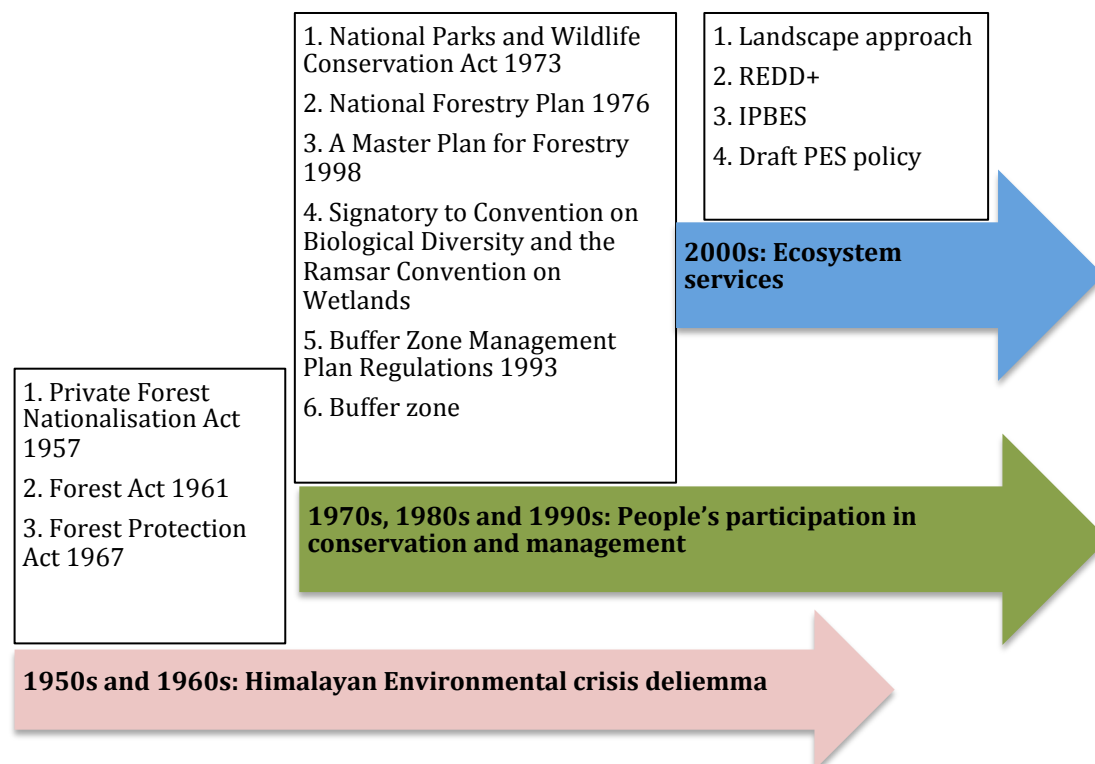 1. National Parks and Wildlife
Conservation Act 1973
2. National Forestry Plan 1976
3. A Master Plan for Forestry
1998
4. Signatory to Convention on
Biological Diversity and the
Ramsar Convention on
Wetlands
5. Buffer Zone Management
Plan Regulations 1993
6. Buffer zone
1. Landscape approach
2. REDD+
3. IPBES
4. Draft PES policy
2000s: Ecosystem
services
1. Private Forest
Nationalisation Act
1957
2. Forest Act 1961
3. Forest Protection
Act 1967
1970s, 1980s and 1990s: People’s participation in
conservation and management
1950s and 1960s: Himalayan Environmental crisis deliemma